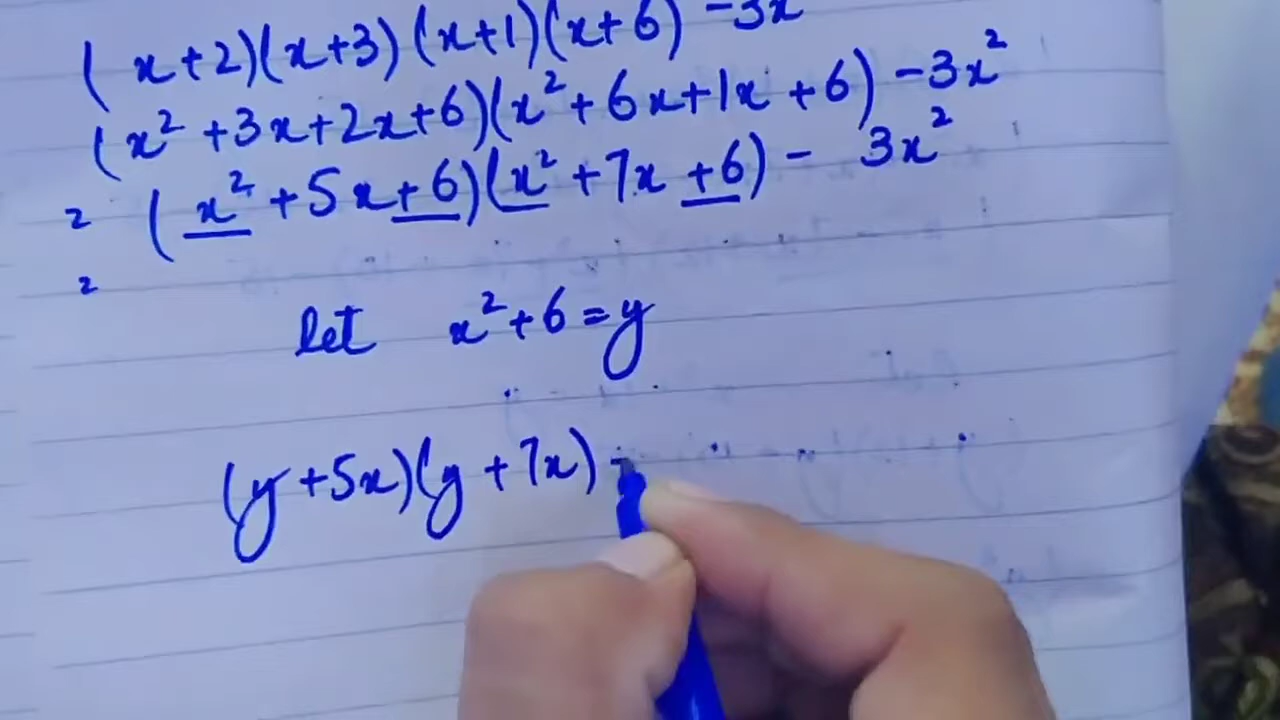 (x+2)(x+3)(x+1)(x+6) -3x
(x² +3x+2x+6)(x²+6x+1x+6) -3x²
= (x²+5x+6)(x²+7x+6) - 3x²
=
let x²+6=y
(y+5x)(y+7x) -